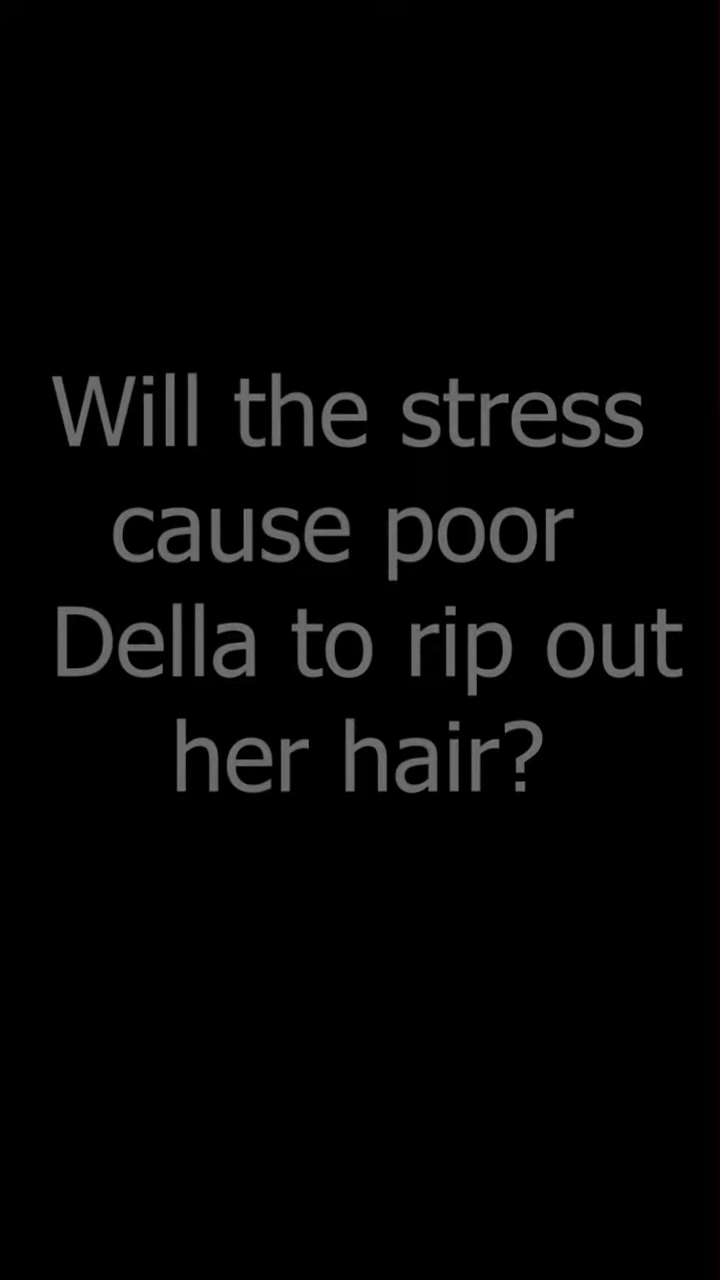 Will the stress
cause poor
Della to rip out
her hair?